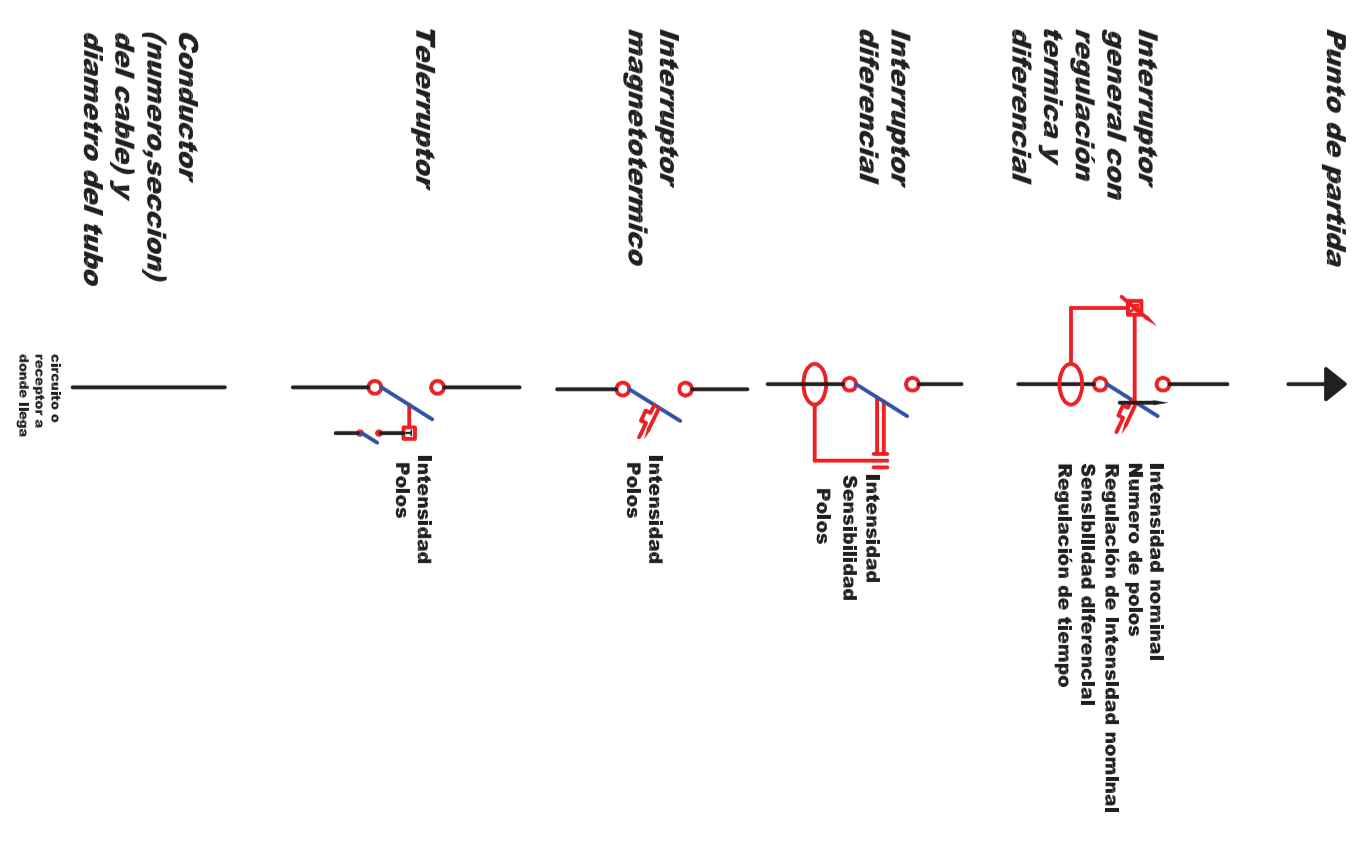 Punto de partida
Interruptor
general con
regulación
termica y
diferencial
Intensidad nominal
Numero de polos
Regulación de Intensidad nominal
Sensibilidad diferencial
Regulación de tiempo
Interruptor
diferencial
Intensidad
Sensibilidad
Polos
Interruptor
magnetotermico
Intensidad
Polos
Telerruptor
T
Intensidad
Polos
Conductor
(numero,seccion)
del cable) y
diametro del tubo
circuito o
receptor a
donde llega